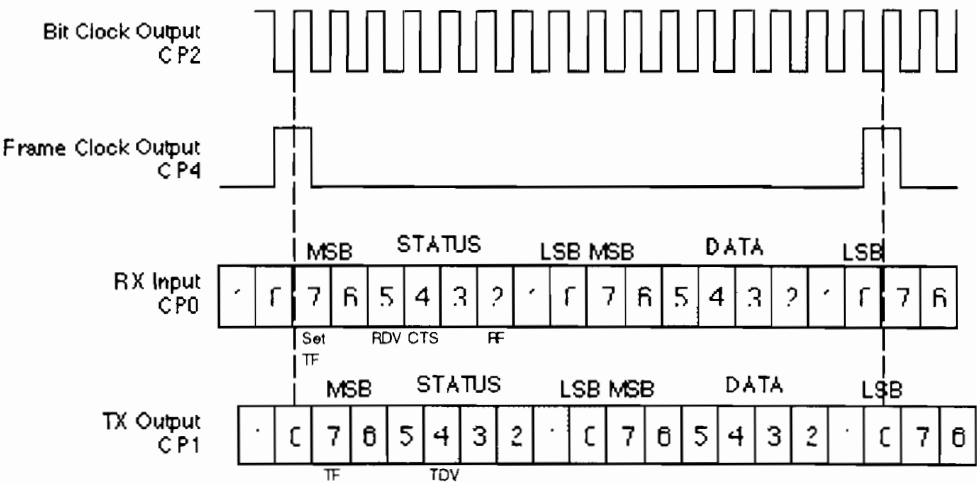 Bit Clock Output
CP2
Frame Clock Output
CP4
MSB STATUS LSB MSB DATA LSB
RX Input
CP0
7 6 5 4 3 2 7 6 5 4 3 2 7 6
Set RDV CTS RF
TF
MSB STATUS LSB MSB DATA LSB
TX Output
CP1
7 6 5 4 3 2 7 6 5 4 3 2 7 6
TF TDV